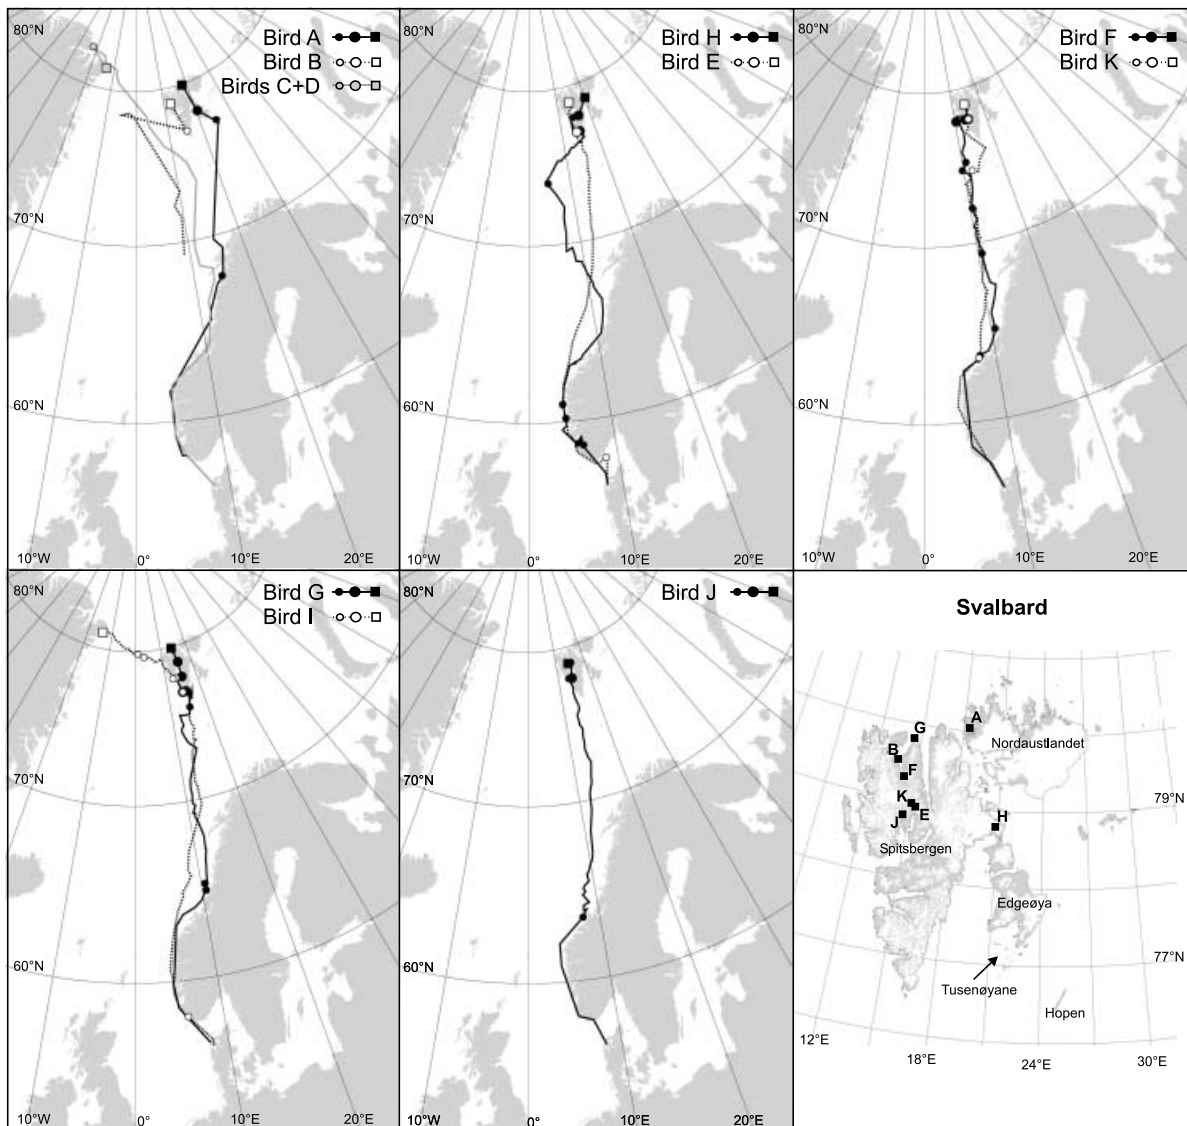 80°N
Bird A
Bird B
Birds C+D
70°N
60°N
10°W
0°
10°E
20°E
80°N
Bird H
Bird E
70°N
60°N
10°W
0°
10°E
20°E
80°N
Bird F
Bird K
70°N
60°N
10°W
0°
10°E
20°E
80°N
Bird G
Bird I
70°N
60°N
10°W
0°
10°E
20°E
80°N
Bird J
70°N
60°N
10°W
0°
10°E
20°E
Svalbard
A
G
Nordaustlandet
B
F
K
E
79°N
J
H
Spitsbergen
Edgeøya
77°N
Tusenøyane
Hopen
12°E
18°E
24°E
30°E